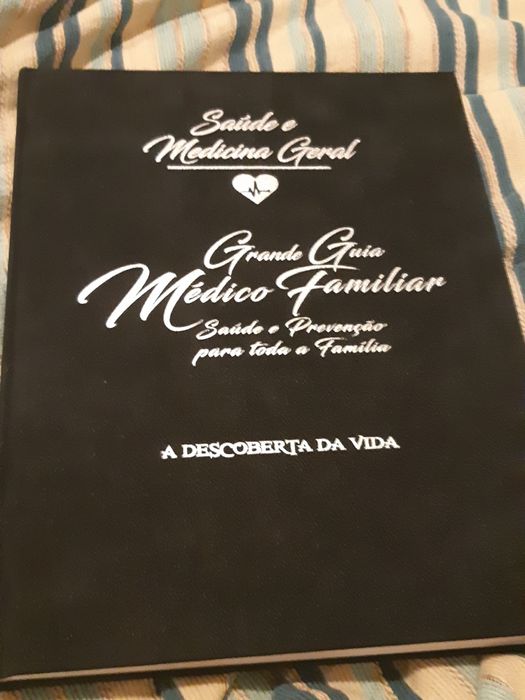 Saúde e
Medicina Geral
Grande Guia
Médico Familiar
Saúde e Prevenção
para toda a Família
A DESCOBERTA DA VIDA